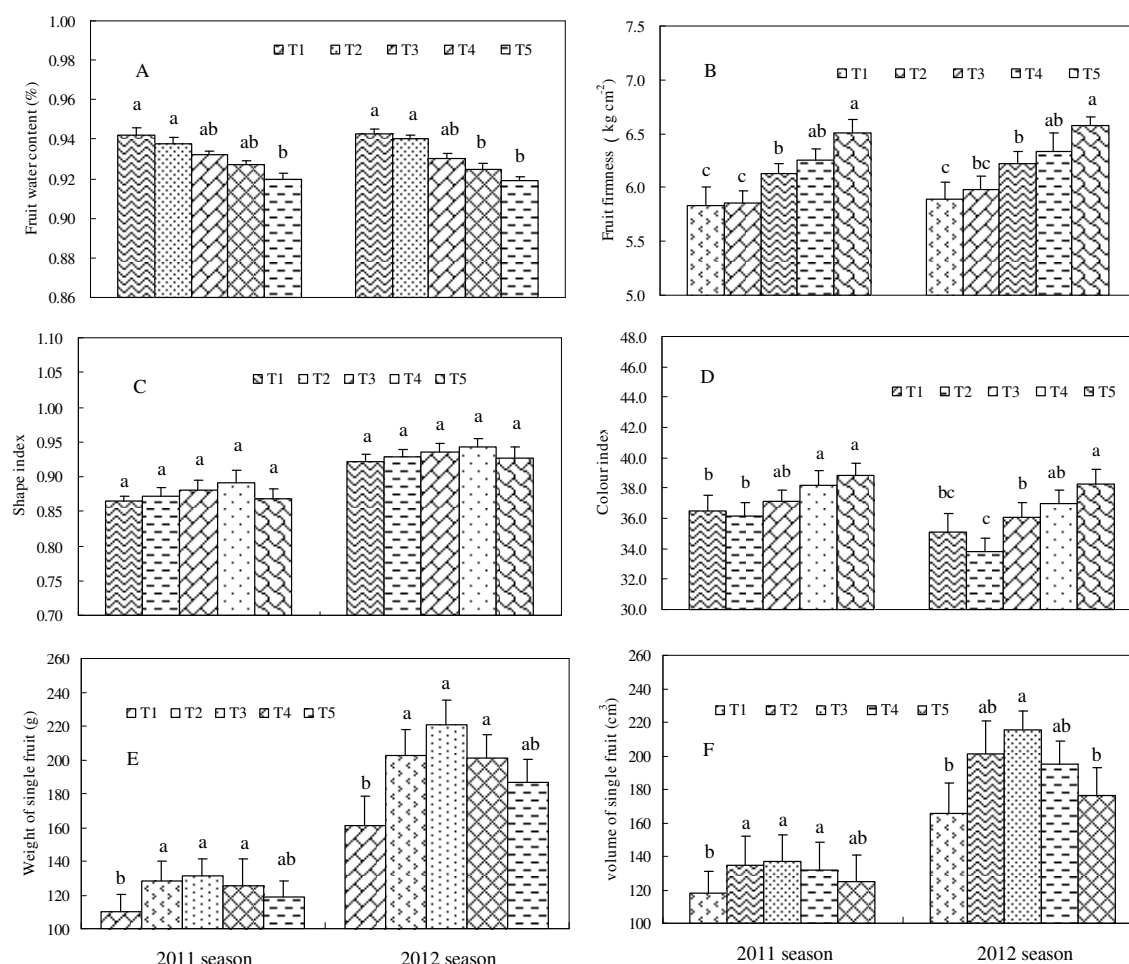 1.00
0.98
0.96
0.94
0.92
0.90
0.88
0.86
Fruit water content (%)
A
T1 T2 T3 T4 T5
a a ab ab b
a a ab b b
7.5
7.0
6.5
6.0
5.5
5.0
Fruit firmness ( kg cm-2)
B
T1 T2 T3 T4 T5
c c b ab a
c bc b ab a
1.10
1.05
1.00
0.95
0.90
0.85
0.80
0.75
0.70
Shape index
C
T1 T2 T3 T4 T5
a a a a a
a a a a a
48.0
46.0
44.0
42.0
40.0
38.0
36.0
34.0
32.0
30.0
Colour index
D
T1 T2 T3 T4 T5
b b ab a a
bc c b ab a
260
240
220
200
180
160
140
120
100
Weight of single fruit (g)
E
T1 T2 T3 T4 T5
b a a a ab
b a a a ab
2011 season 2012 season
260
240
220
200
180
160
140
120
100
volume of single fruit (cm3)
F
T1 T2 T3 T4 T5
b a a a ab
b ab a ab b
2011 season 2012 season